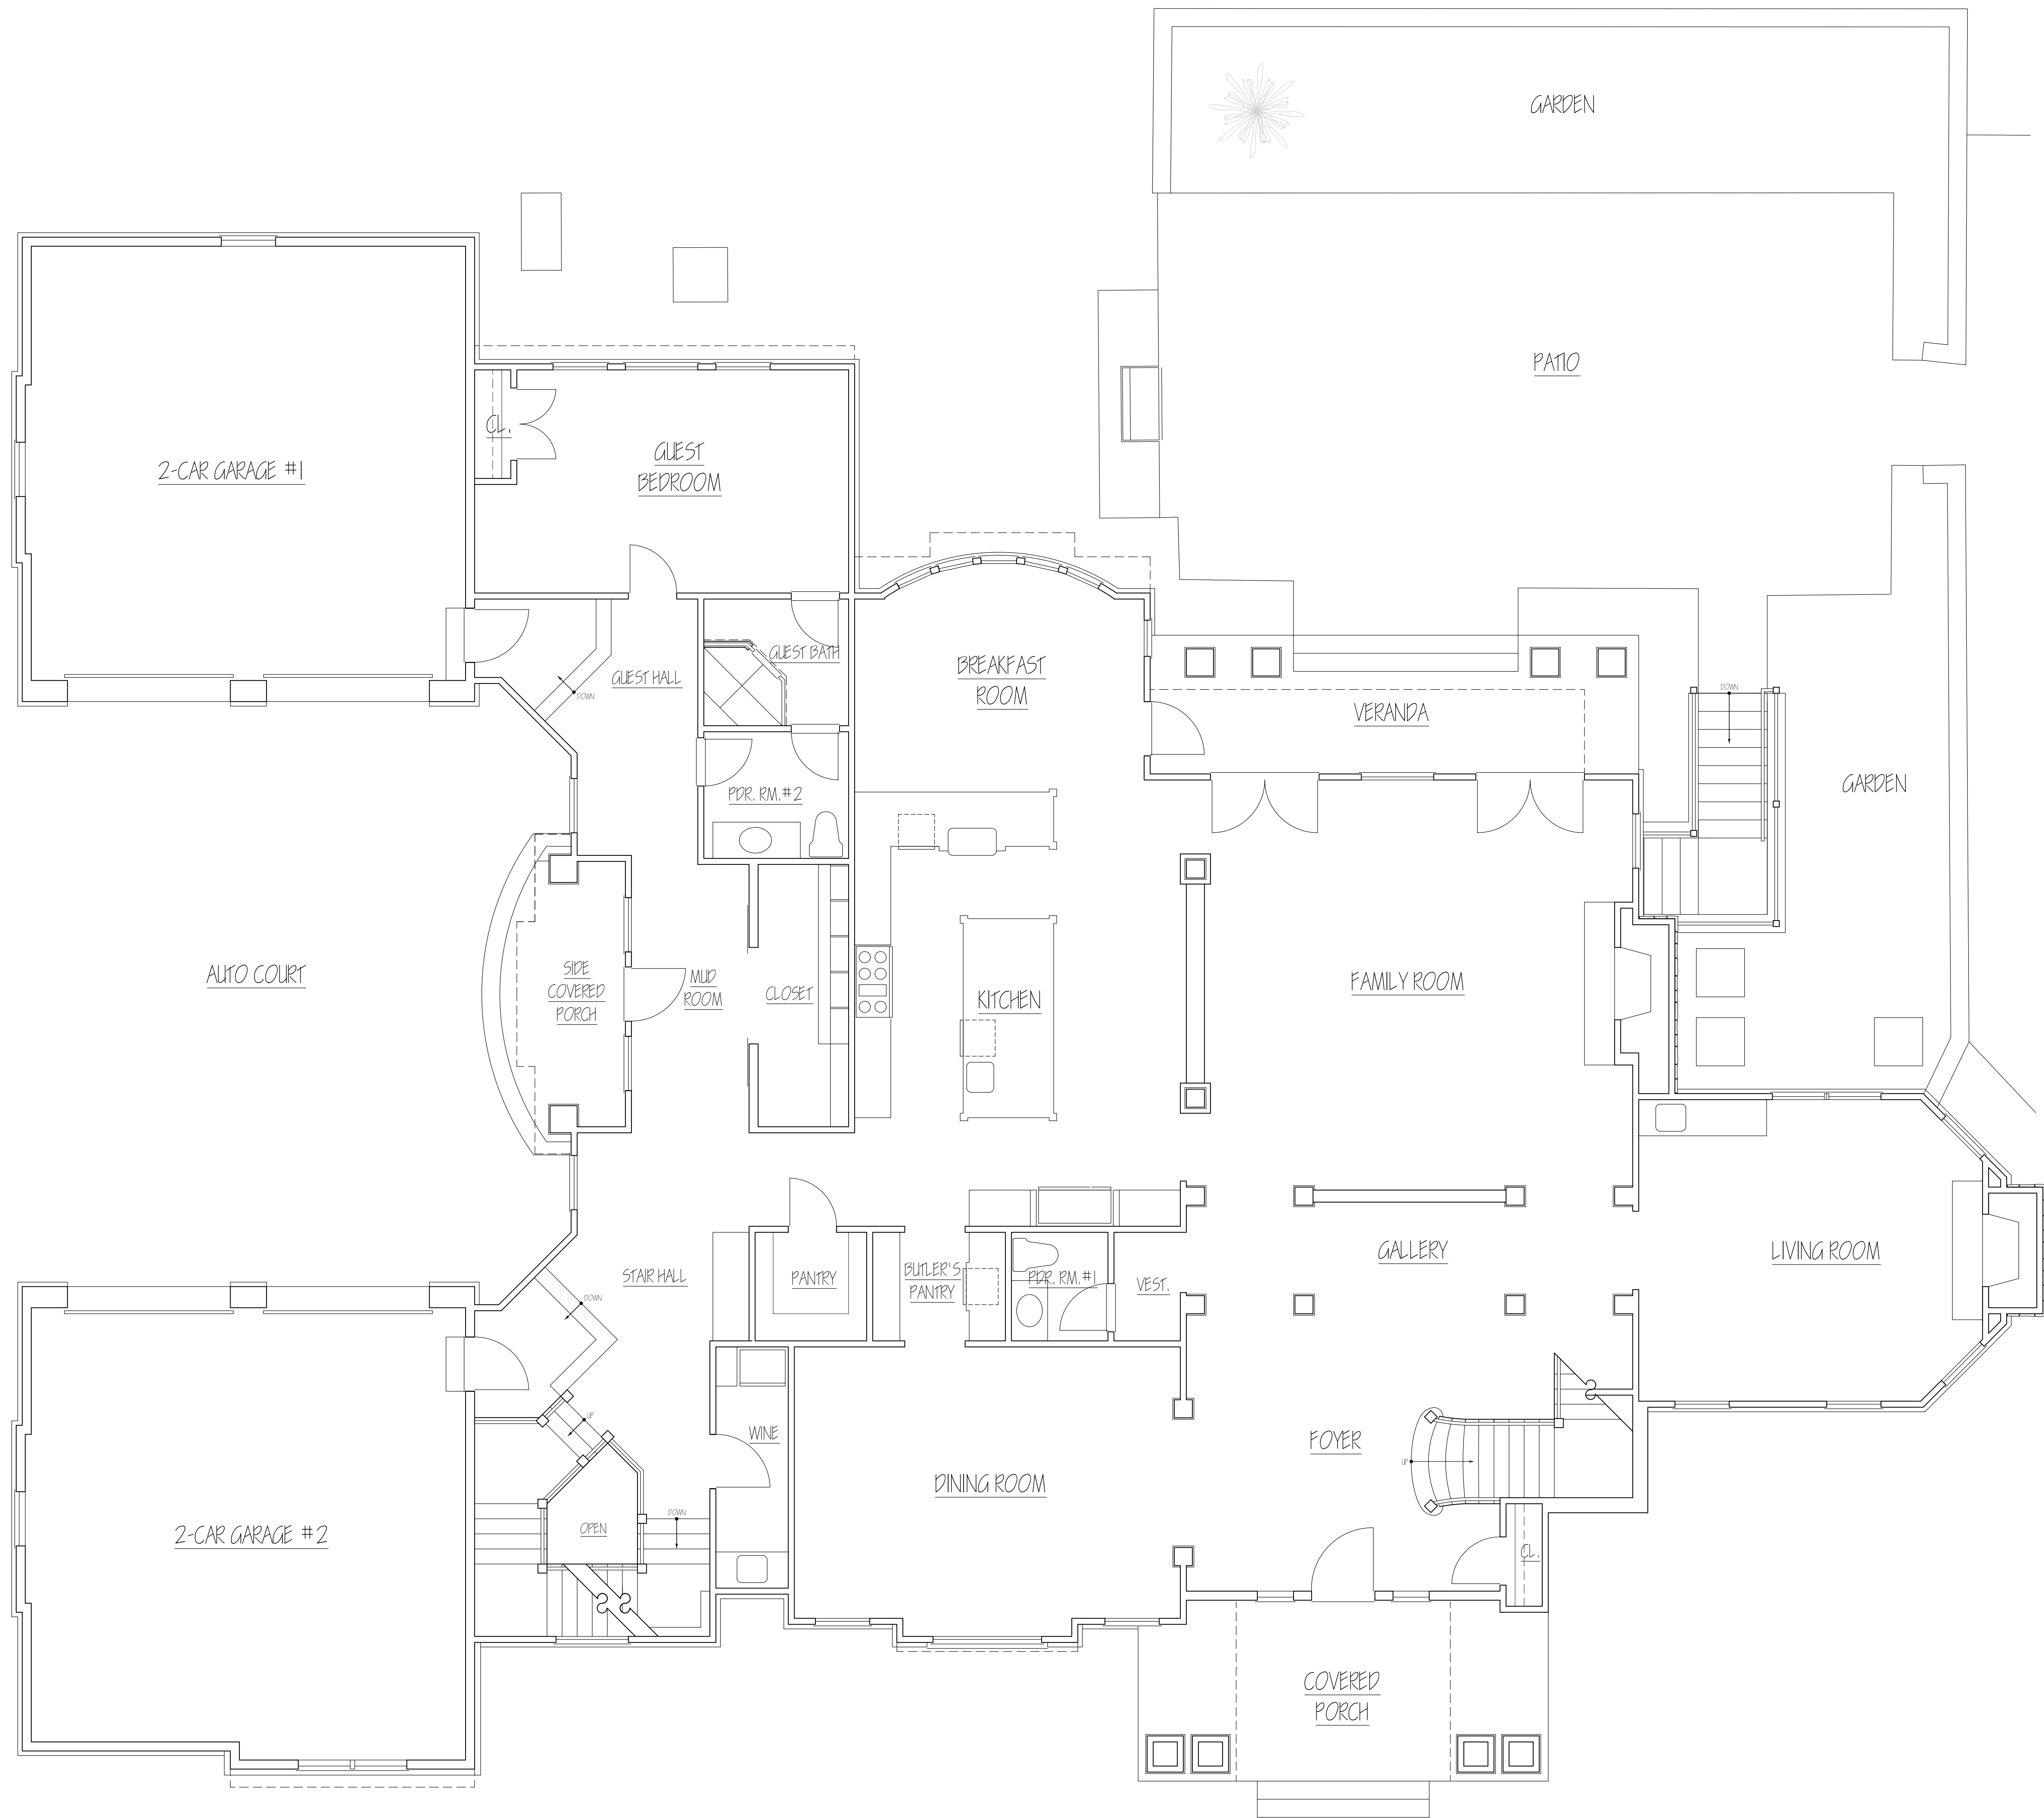 GARDEN
PATIO
CL.
GUEST
BEDROOM
2-CAR GARAGE #1
GUEST BATH
GUEST HALL
DOWN
BREAKFAST
ROOM
VERANDA
DOWN
GARDEN
PDR. RM. #2
AUTO COURT
SIDE
COVERED
PORCH
MUD
ROOM
CLOSET
KITCHEN
FAMILY ROOM
STAIR HALL
DOWN
PANTRY
BUTLER'S
PANTRY
PDR. RM. #1
VEST.
GALLERY
LIVING ROOM
UP
WINE
FOYER
UP
DINING ROOM
2-CAR GARAGE #2
OPEN
DOWN
CL.
COVERED
PORCH